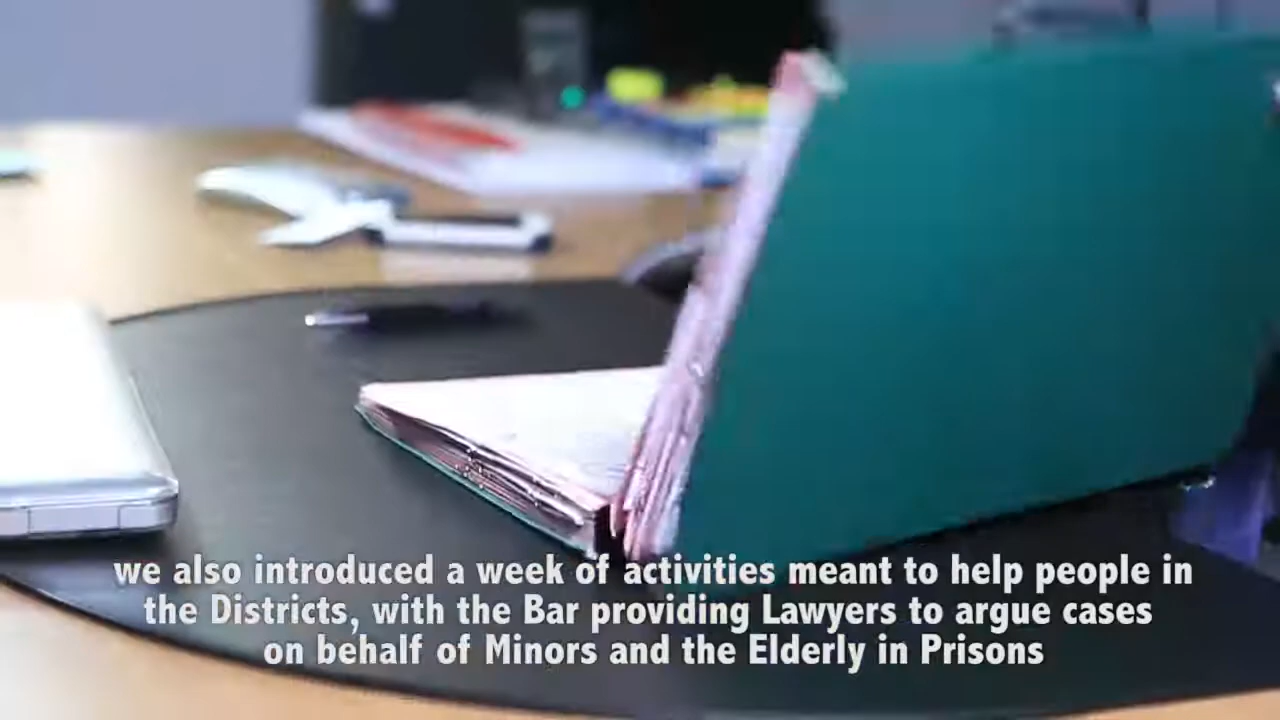 we also introduced a week of activities meant to help people in
the Districts, with the Bar providing Lawyers to argue cases
on behalf of Minors and the Elderly in Prisons